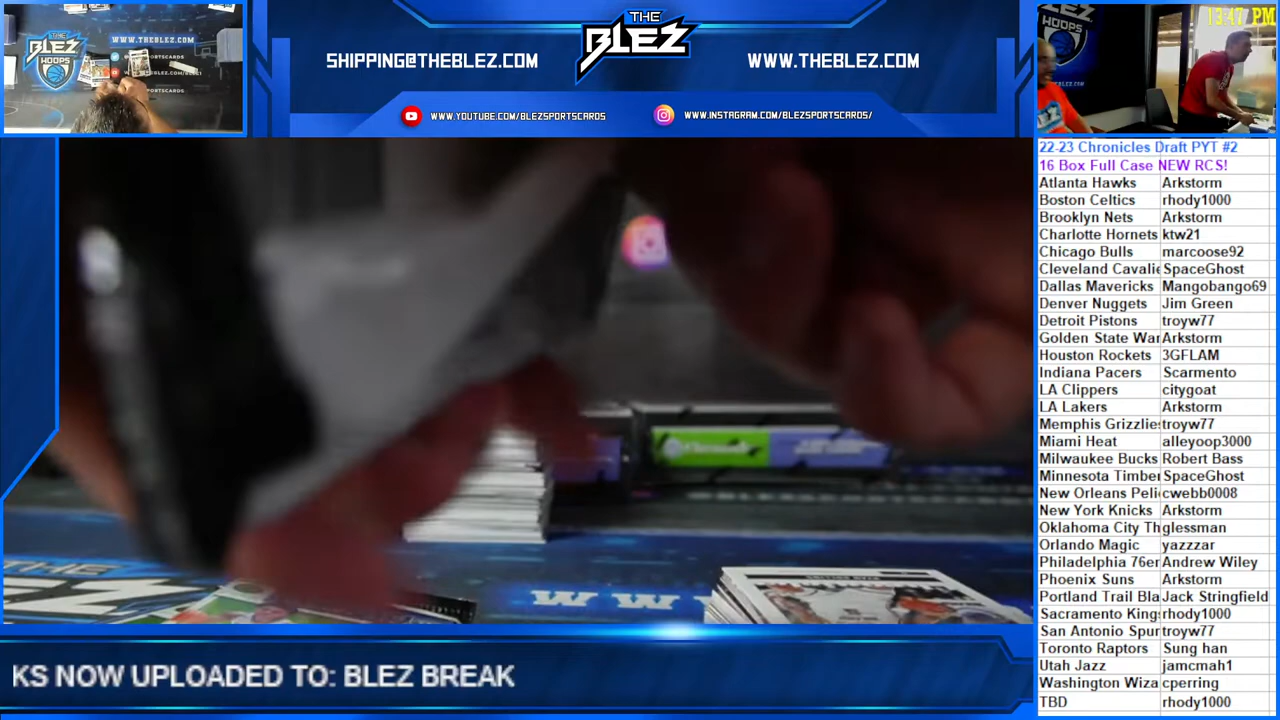 THE
BLEZ
HOOPS
WWW.THEBLEZ.COM
THE
BLEZ
SHIPPING@THEBLEZ.COM
WWW.THEBLEZ.COM
WWW.YOUTUBE.COM/BLEZSPORTSCARDS
WWW.INSTAGRAM.COM/BLEZSPORTSCARDS/
HOOPS
13:47 PM
22-23 Chronicles Draft PYT #2
16 Box Full Case NEW RCS!
Atlanta Hawks Arkstorm
Boston Celtics rhody1000
Brooklyn Nets Arkstorm
Charlotte Hornets ktw21
Chicago Bulls marcoose92
Cleveland Cavalie SpaceGhost
Dallas Mavericks Mangobango69
Denver Nuggets Jim Green
Detroit Pistons troyw77
Golden State War Arkstorm
Houston Rockets 3GFLAM
Indiana Pacers Scarmento
LA Clippers citygoat
LA Lakers Arkstorm
Memphis Grizzlies troyw77
Miami Heat alleyoop3000
Milwaukee Bucks Robert Bass
Minnesota Timber SpaceGhost
New Orleans Peli cwebb0008
New York Knicks Arkstorm
Oklahoma City Th glessman
Orlando Magic yazzzar
Philadelphia 76er Andrew Wiley
Phoenix Suns Arkstorm
Portland Trail Bla Jack Stringfield
Sacramento King rhody1000
San Antonio Spur troyw77
Toronto Raptors Sung han
Utah Jazz jamcmah1
Washington Wiza cperring
TBD rhody1000
THE
W W
KS NOW UPLOADED TO: BLEZ BREAK